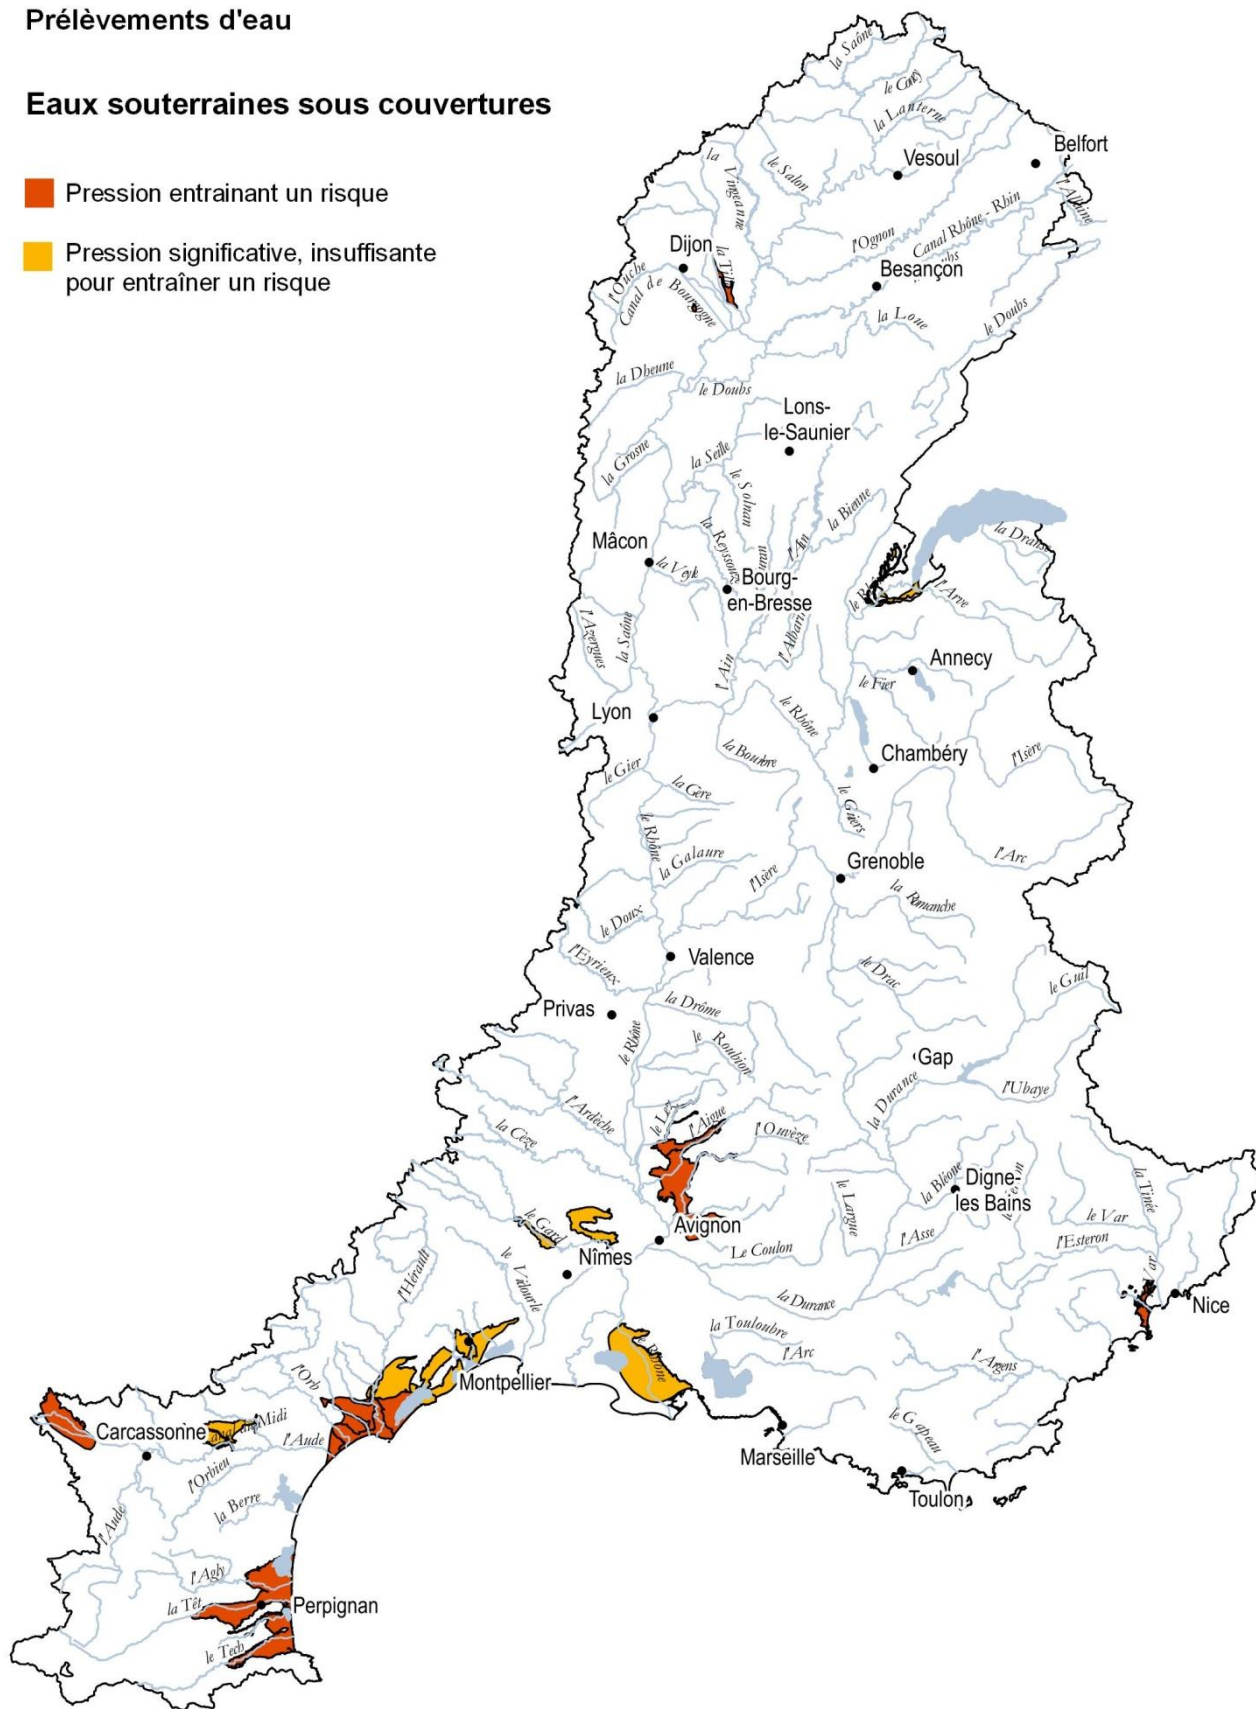 Prélèvements d'eau
Eaux souterraines sous couvertures
Pression entrainant un risque
Pression significative, insuffisante
pour entraîner un risque
la Saône
le Coney
la Lanterne
Belfort
Vesoul
le Salon
la
Vingeanne
l'Allaine
Canal Rhône - Rhin
l'Ognon
Dijon
la Tille
Besançon
l'Ouche
Canal de Bourgogne
la Loue
le Doubs
la Dheune
le Doubs
Lons-
le-Saunier
la Grosne
la Seille
le Solnan
la Bienne
l'Ain
la Reyssouze
la Dranse
Mâcon
la Veyle
Bourg-
en-Bresse
l'Arve
l'Azergues
la Saône
l'Ain
Annecy
le Fier
Lyon
le Rhône
la Bourbre
Chambéry
l'Isère
le Gier
la Gère
le Guiers
le Rhône
la Galaure
l'Isère
Grenoble
l'Arc
la Romanche
le Doux
l'Eyrieux
Valence
le Drac
le Guil
Privas
la Drôme
le Rhône
le Roubion
Gap
la Durance
l'Ubaye
l'Ardèche
le Lez
l'Aigue
l'Ouvèze
la Cèze
la Bléone
Digne-
les Bains
la Tinée
le Largue
le Gard
Avignon
l'Asse
le Var
Le Coulon
l'Esteron
Nîmes
l'Hérault
le Vidourle
la Durance
Nice
la Touloubre
l'Arc
le Rhône
l'Argens
l'Orb
Montpellier
Carcassonne
Midi
l'Aude
le Gapeau
Marseille
l'Orbieu
Toulon
la Berre
l'Aude
l'Agly
la Têt
Perpignan
le Tech